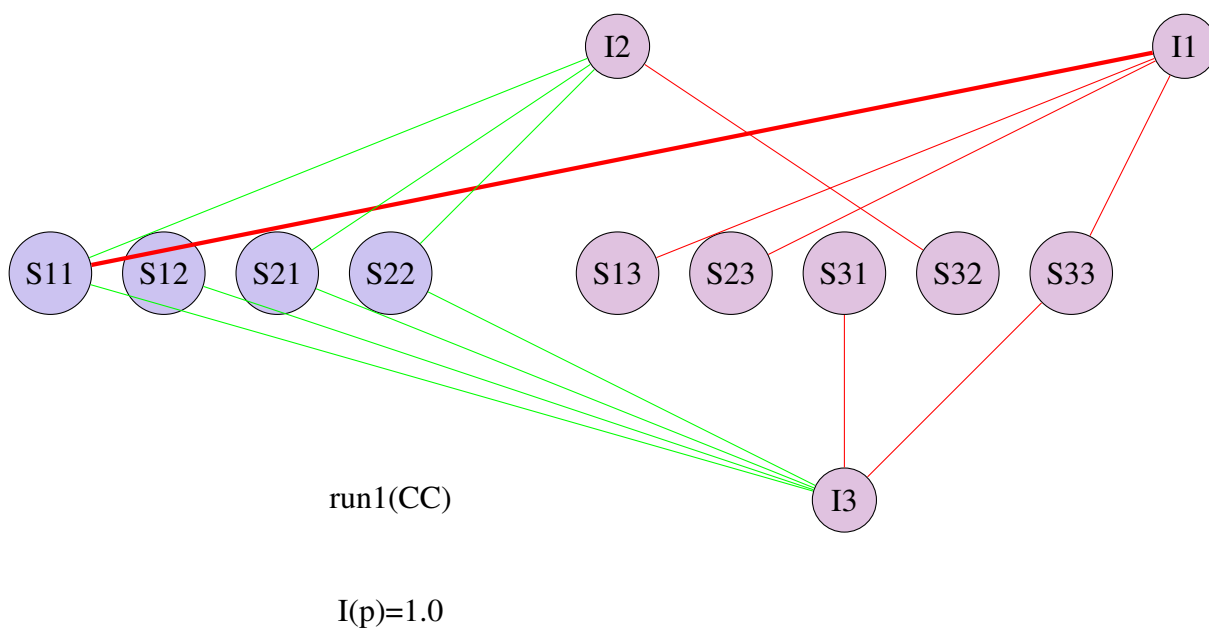 I2 I1
S11 S12 S21 S22 S13 S23 S31 S32 S33
I3
run1(CC)
I(p)=1.0